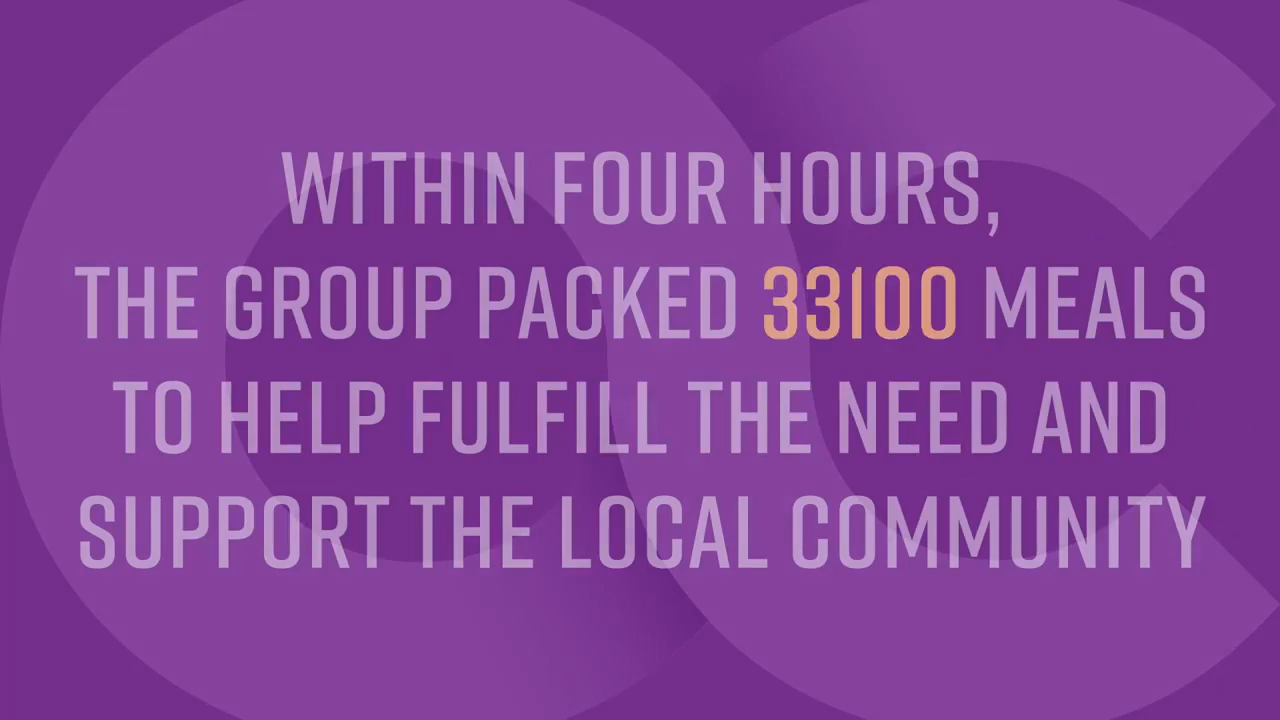 WITHIN FOUR HOURS,
THE GROUP PACKED 33100 MEALS
TO HELP FULFILL THE NEED AND
SUPPORT THE LOCAL COMMUNITY